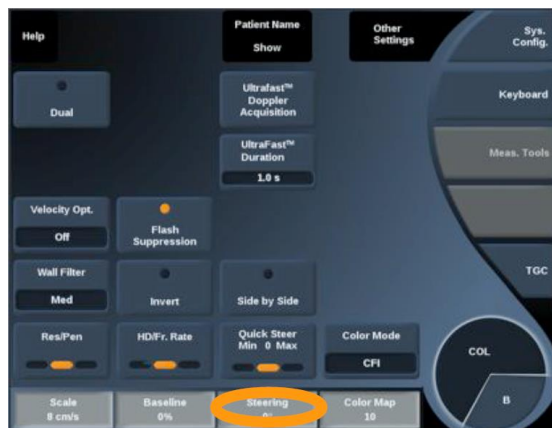 Help
Patient Name
Show
Other
Settings
Sys.
Config.
Dual
Ultrafast™
Doppler
Acquisition
Keyboard
UltraFast™
Duration
1.0 s
Meas. Tools
Velocity Opt.
Off
Flash
Suppression
Wall Filter
Med
Invert
Side by Side
TGC
Res/Pen
HD/Fr. Rate
Quick Steer
Min 0 Max
Color Mode
CFI
COL
B
Scale
8 cm/s
Baseline
0%
Steering
Color Map
10